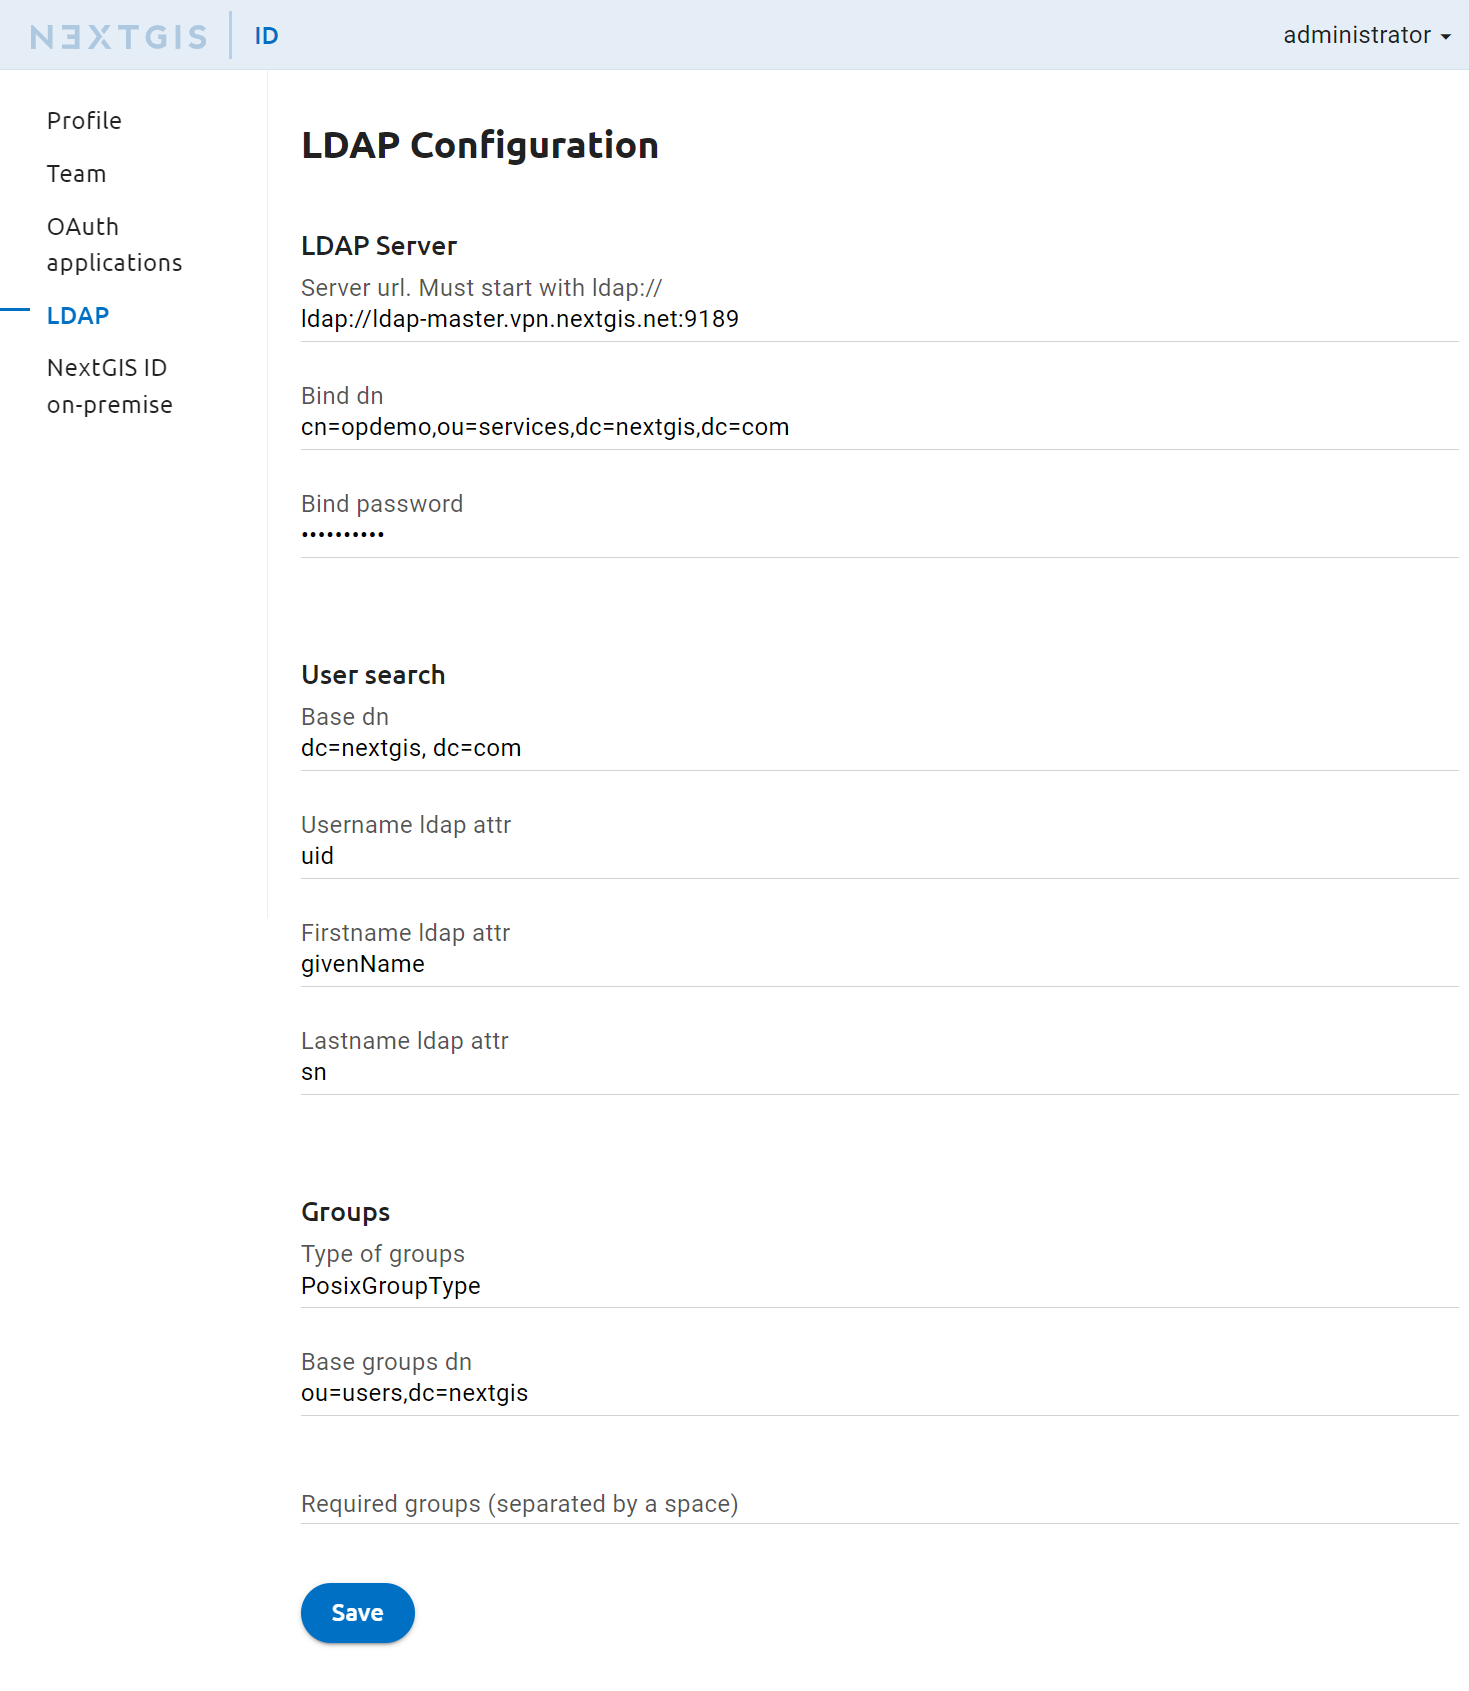 NEXTGIS ID administrator
Profile
Team
OAuth
applications
LDAP
NextGIS ID
on-premise
LDAP Configuration
LDAP Server
Server url. Must start with ldap://
ldap://ldap-master.vpn.nextgis.net:9189
Bind dn
cn=opdemo,ou=services,dc=nextgis,dc=com
Bind password
••••••••••
User search
Base dn
dc=nextgis, dc=com
Username ldap attr
uid
Firstname ldap attr
givenName
Lastname ldap attr
sn
Groups
Type of groups
PosixGroupType
Base groups dn
ou=users,dc=nextgis
Required groups (separated by a space)
Save